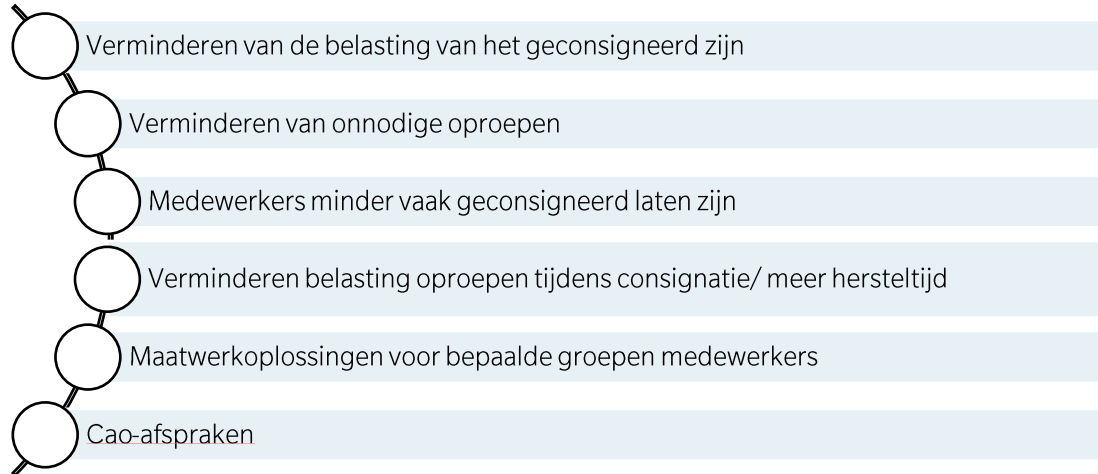 Verminderen van de belasting van het geconsigneerd zijn
Verminderen van onnodige oproepen
Medewerkers minder vaak geconsigneerd laten zijn
Verminderen belasting oproepen tijdens consignatie/ meer hersteltijd
Maatwerkoplossingen voor bepaalde groepen medewerkers
Cao-afspraken